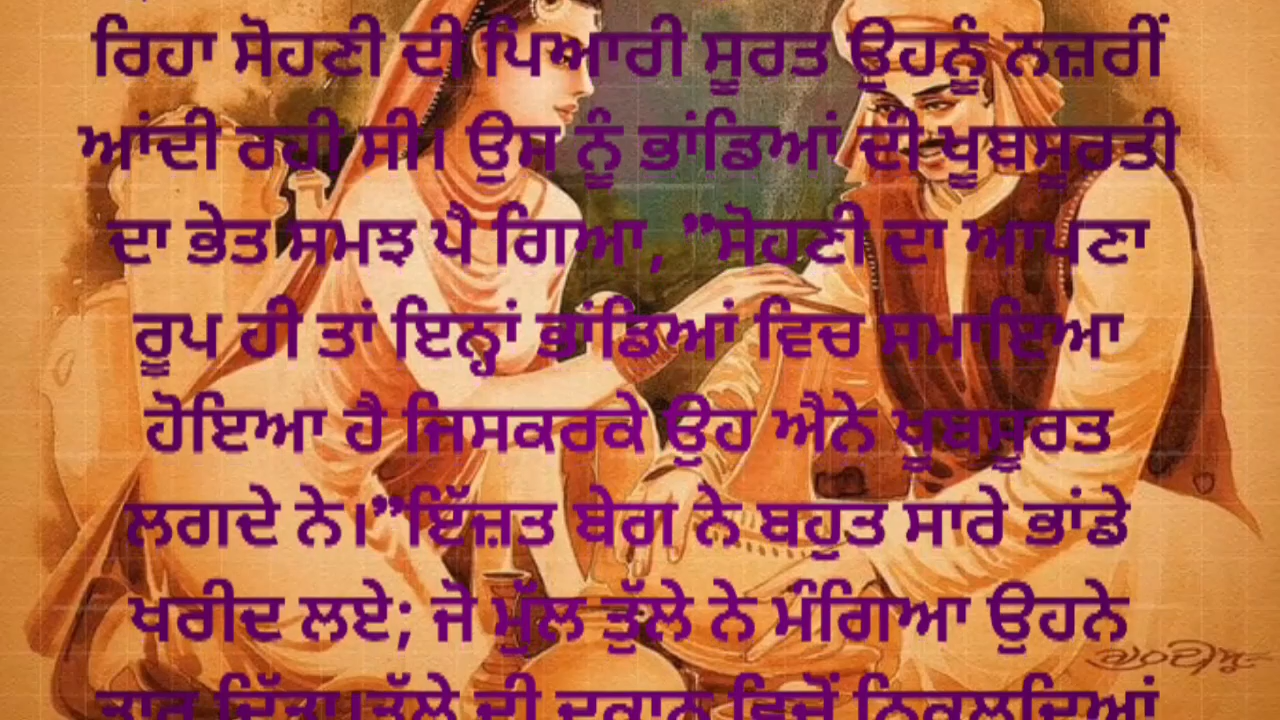 ਰਿਹਾ ਸੋਹਣੀ ਦੀ ਪਿਆਰੀ ਸੂਰਤ ਉਹਨੂੰ ਨਜ਼ਰੀਂ
ਆਂਦੀ ਰਹੀ ਸੀ। ਉਸ ਨੂੰ ਭਾਂਡਿਆਂ ਦੀ ਖੂਬਸੂਰਤੀ
ਦਾ ਭੇਤ ਸਮਝ ਪੈ ਗਿਆ, ”ਸੋਹਣੀ ਦਾ ਆਪਣਾ
ਰੂਪ ਹੀ ਤਾਂ ਇਨ੍ਹਾਂ ਭਾਂਡਿਆਂ ਵਿਚ ਸਮਾਇਆ
ਹੋਇਆ ਹੈ ਜਿਸਕਰਕੇ ਉਹ ਐਨੇ ਖੂਬਸੂਰਤ
ਲਗਦੇ ਨੇ।”ਇੱਜ਼ਤ ਬੇਗ ਨੇ ਬਹੁਤ ਸਾਰੇ ਭਾਂਡੇ
ਖਰੀਦ ਲਏ; ਜੋ ਮੁੱਲ ਤੁੱਲੇ ਨੇ ਮੰਗਿਆ ਉਹਨੇ
ਤਾਰ ਦਿੱਤਾ।ਤੁੱਲੇ ਦੀ ਦੁਕਾਨ ਵਿਚੋਂ ਨਿਕਲਦਿਆਂ